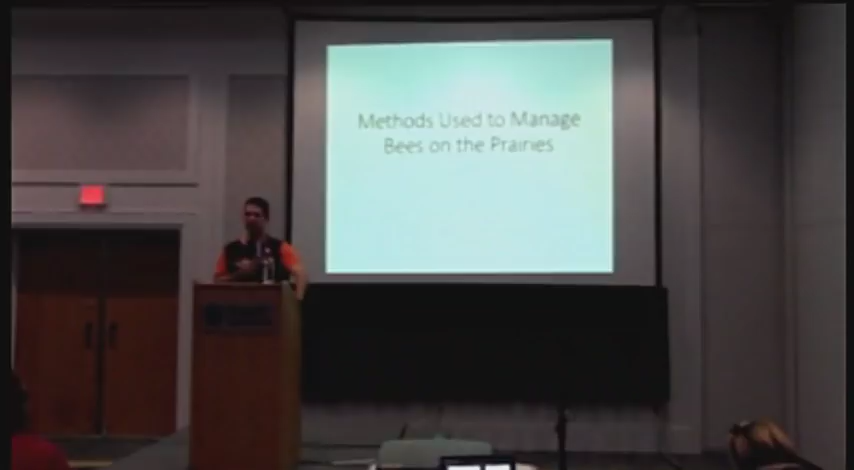 Methods Used to Manage
Bees on the Prairies